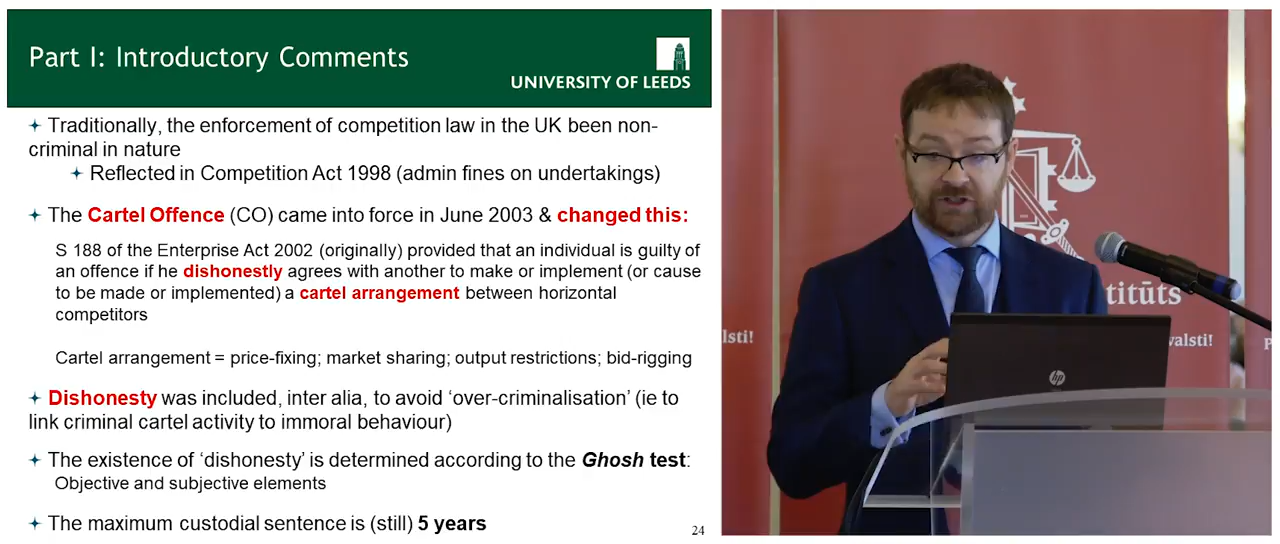 Part I: Introductory Comments
UNIVERSITY OF LEEDS
Traditionally, the enforcement of competition law in the UK been non-
criminal in nature
Reflected in Competition Act 1998 (admin fines on undertakings)
The Cartel Offence (CO) came into force in June 2003 & changed this:
S 188 of the Enterprise Act 2002 (originally) provided that an individual is guilty of
an offence if he dishonestly agrees with another to make or implement (or cause
to be made or implemented) a cartel arrangement between horizontal
competitors
Cartel arrangement = price-fixing; market sharing; output restrictions; bid-rigging
Dishonesty was included, inter alia, to avoid ‘over-criminalisation’ (ie to
link criminal cartel activity to immoral behaviour)
The existence of ‘dishonesty’ is determined according to the Ghosh test:
Objective and subjective elements
The maximum custodial sentence is (still) 5 years
24
titūts
lsti!
valsti!
P
hp